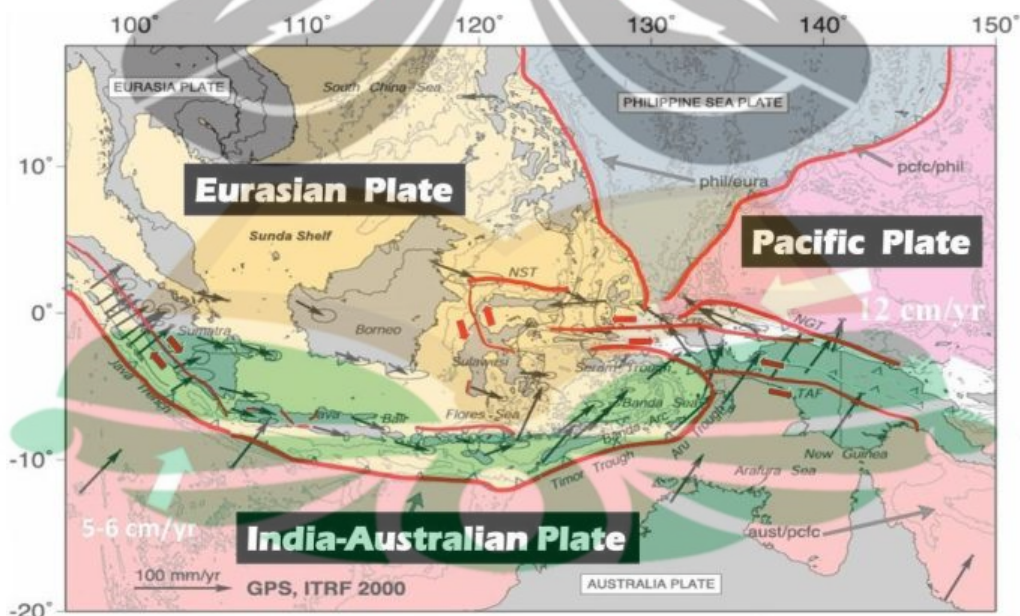 100° 110° 120° 130° 140° 150°
EURASIA PLATE
South China Sea
PHILIPPINE SEA PLATE
10°
pcfc/phil
phil/eura
Eurasian Plate
Sunda Shelf
Pacific Plate
NST
0°
12 cm/yr
NGT
Sumatra
Borneo
Sulawesi
Seram Trough
Java Trench
TAF
Banda Sea
Java
Bali
Flores Sea
Banda Arc
Aru Trough
-10°
New Guinea
Timor Trough
Arafura Sea
5-6 cm/yr
India-Australian Plate
aust/pcfc
100 mm/yr
GPS, ITRF 2000
AUSTRALIA PLATE
-20°